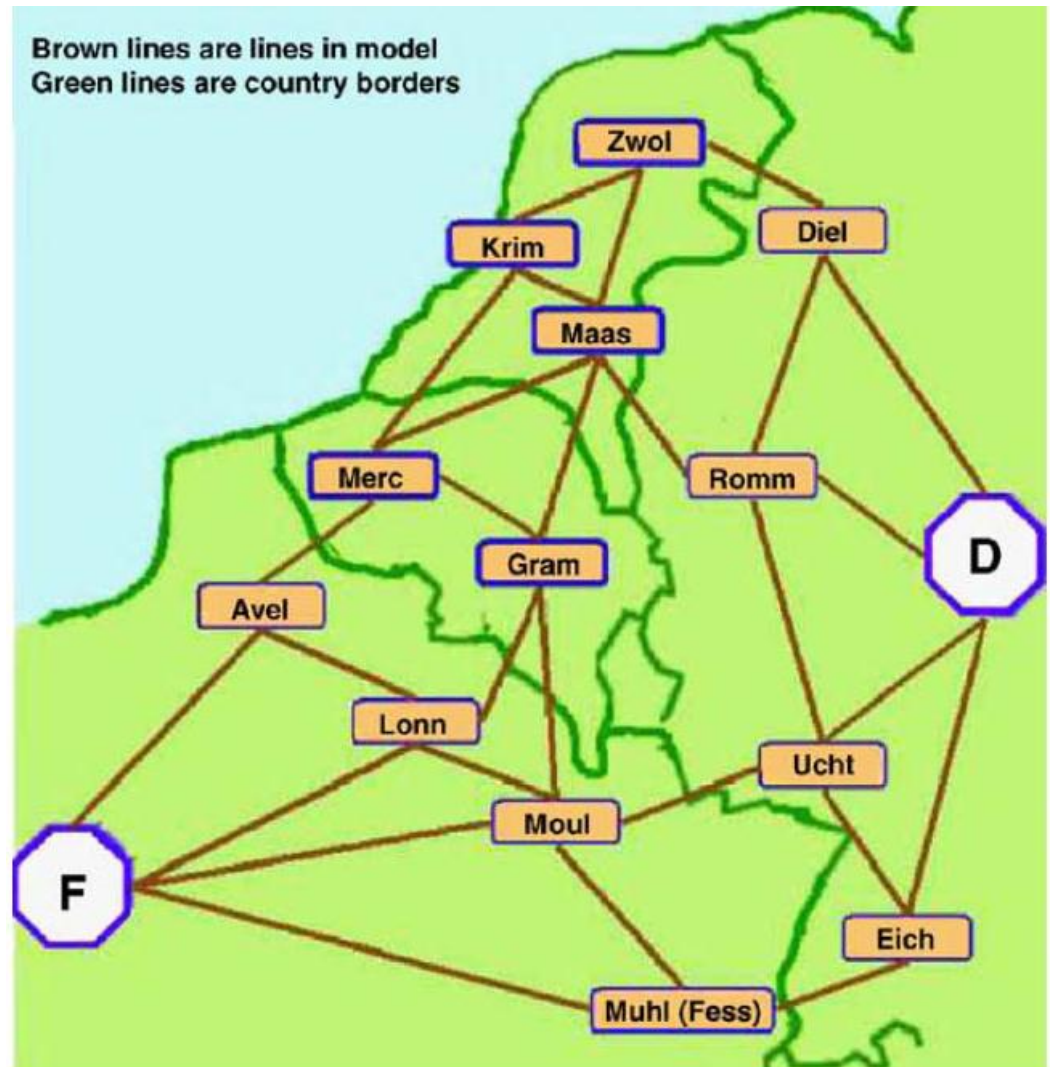 Brown lines are lines in model
Green lines are country borders
Zwol
Krim
Diel
Maas
Merc
Romm
Gram
D
Avel
Lonn
Ucht
Moul
F
Eich
Muhl (Fess)